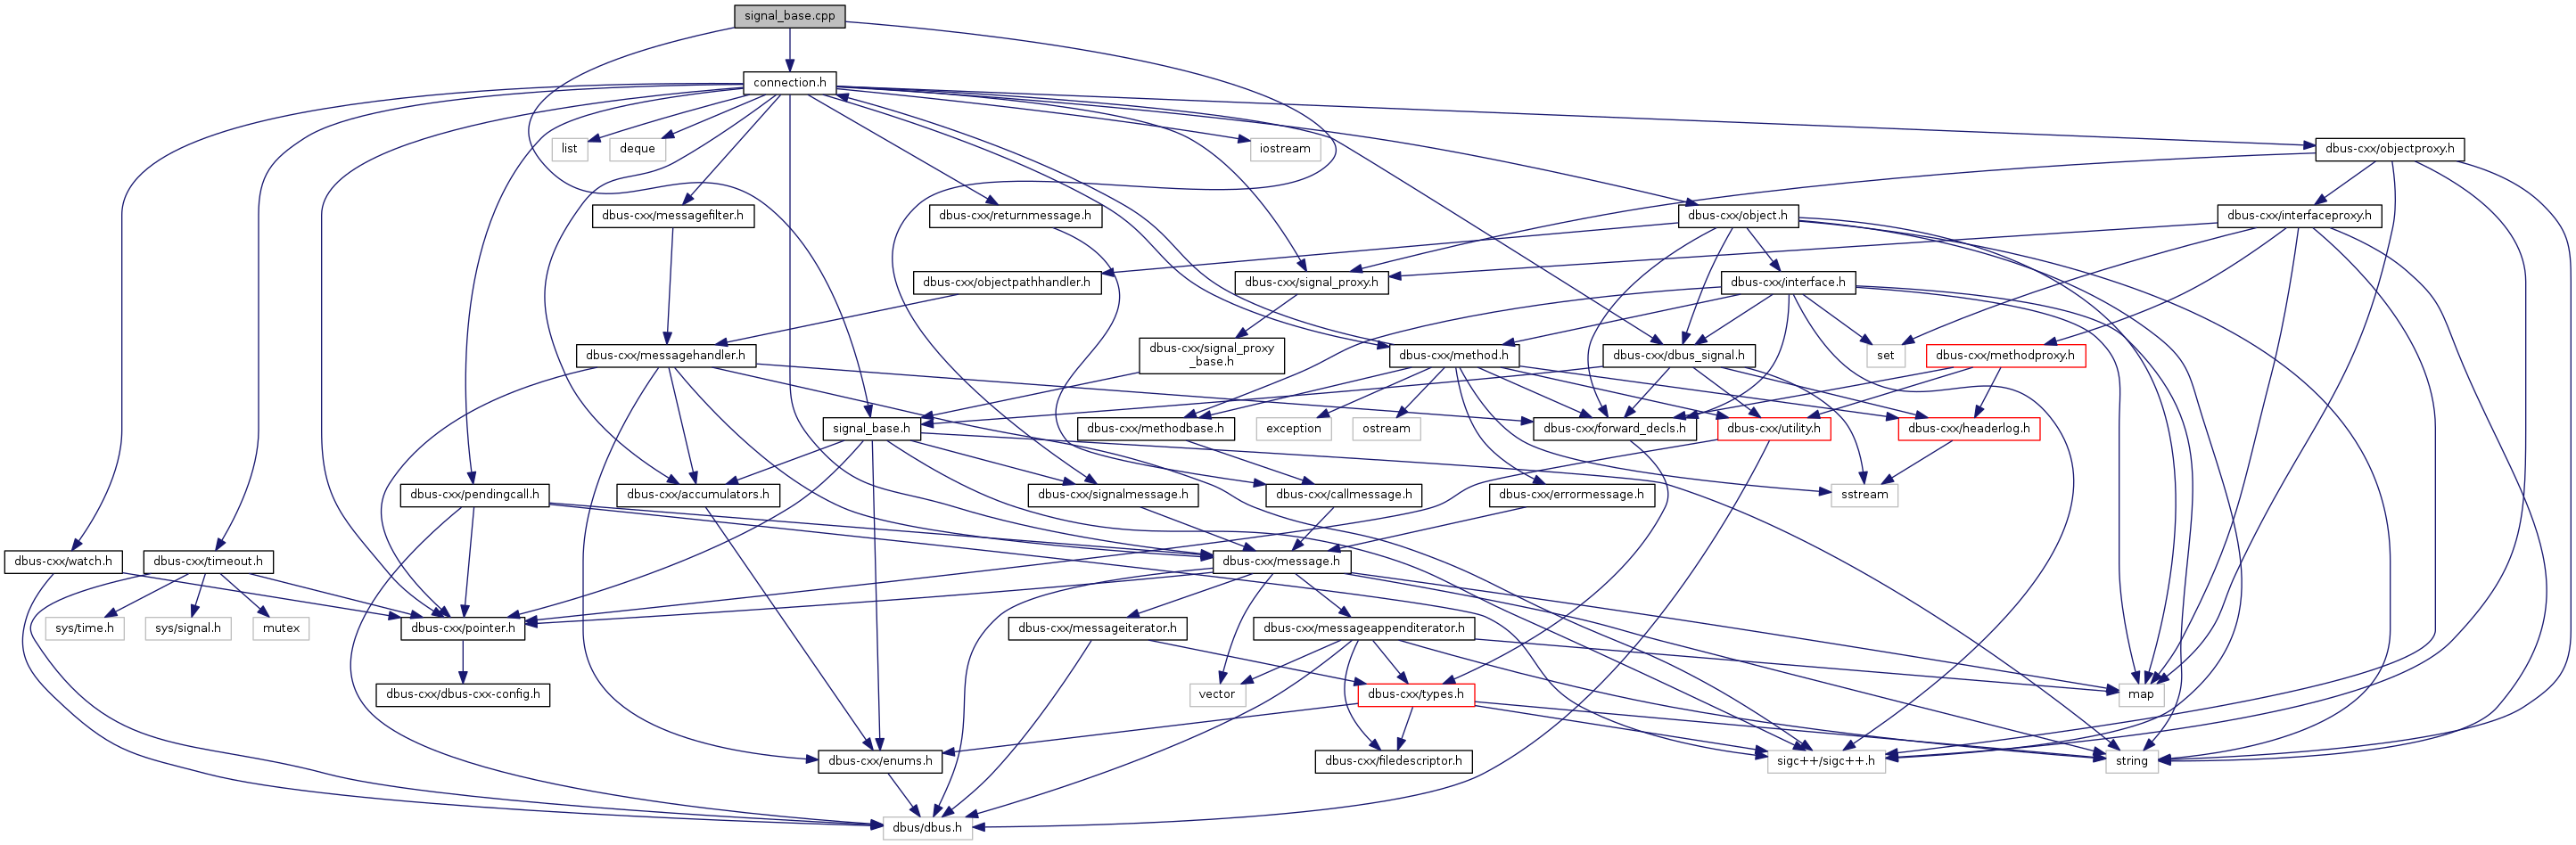 signal_base.cpp
connection.h
list
deque
iostream
dbus-cxx/objectproxy.h
dbus-cxx/messagefilter.h
dbus-cxx/returnmessage.h
dbus-cxx/object.h
dbus-cxx/interfaceproxy.h
dbus-cxx/objectpathhandler.h
dbus-cxx/signal_proxy.h
dbus-cxx/interface.h
dbus-cxx/messagehandler.h
dbus-cxx/signal_proxy
_base.h
dbus-cxx/method.h
dbus-cxx/dbus_signal.h
set
dbus-cxx/methodproxy.h
signal_base.h
dbus-cxx/methodbase.h
exception
ostream
dbus-cxx/forward_decls.h
dbus-cxx/utility.h
dbus-cxx/headerlog.h
dbus-cxx/pendingcall.h
dbus-cxx/accumulators.h
dbus-cxx/signalmessage.h
dbus-cxx/callmessage.h
dbus-cxx/errormessage.h
sstream
dbus-cxx/watch.h
dbus-cxx/timeout.h
dbus-cxx/message.h
sys/time.h
sys/signal.h
mutex
dbus-cxx/pointer.h
dbus-cxx/messageiterator.h
dbus-cxx/messageappenditerator.h
dbus-cxx/dbus-cxx-config.h
vector
dbus-cxx/types.h
map
dbus-cxx/enums.h
dbus-cxx/filedescriptor.h
sigc++/sigc++.h
string
dbus/dbus.h